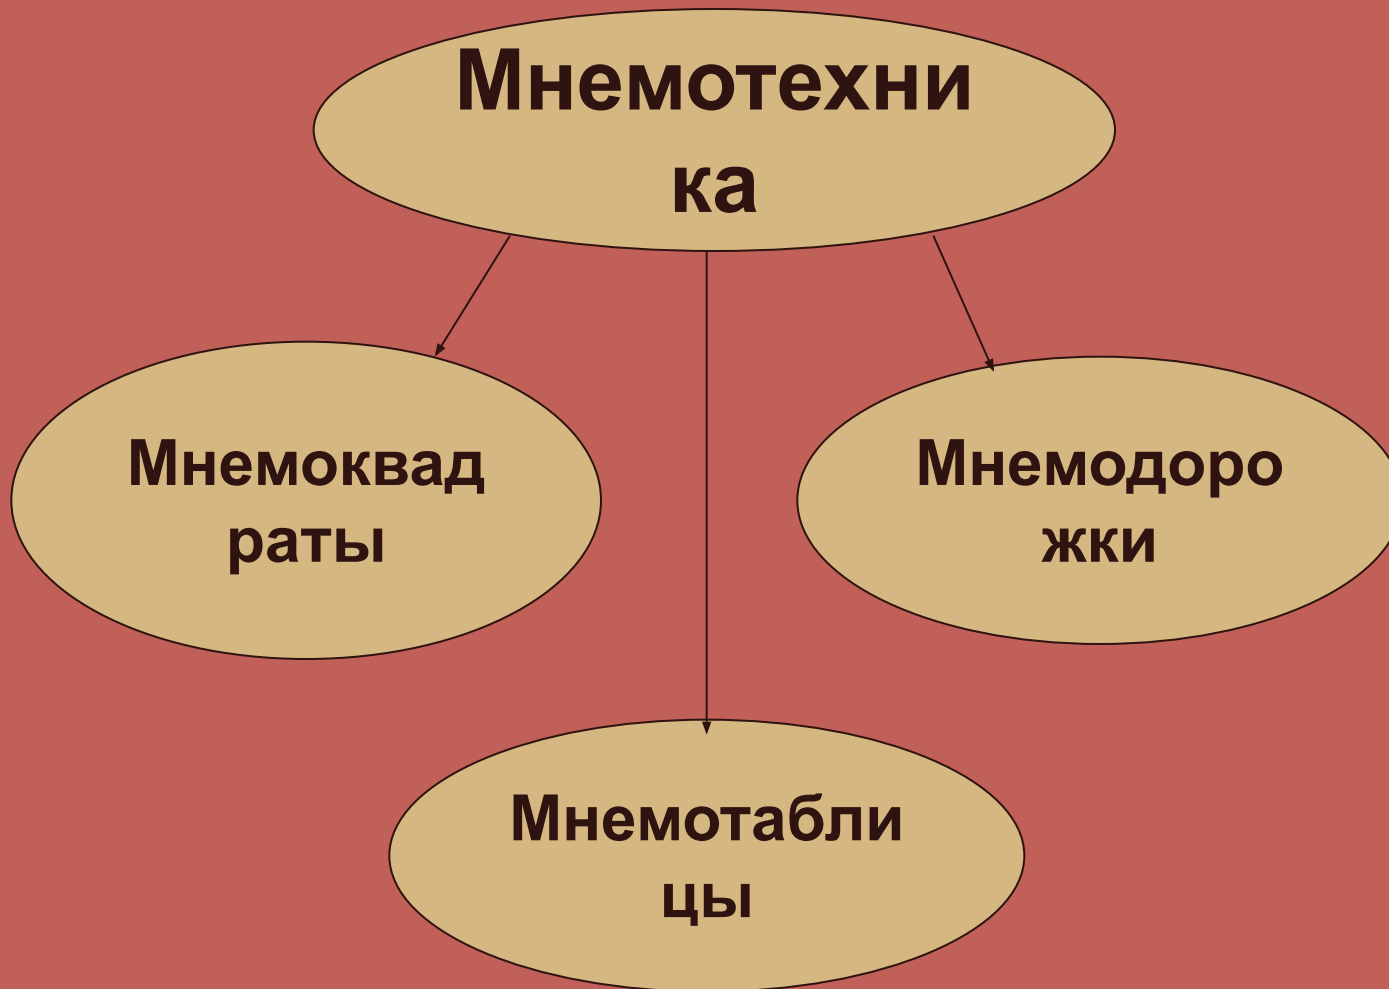 Мнемотехни
ка
Мнемоквад
раты
Мнемодоро
жки
Мнемотабли
цы